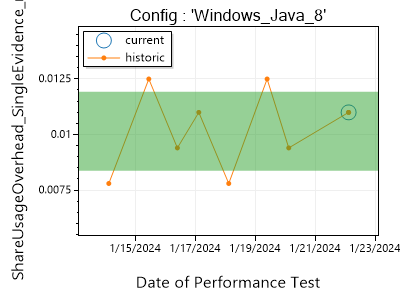 Config : 'Windows_Java_8'
current
historic
ShareUsageOverhead_SingleEvidence_
0.0125
0.01
0.0075
1/15/2024
1/17/2024
1/19/2024
1/21/2024
1/23/2024
Date of Performance Test